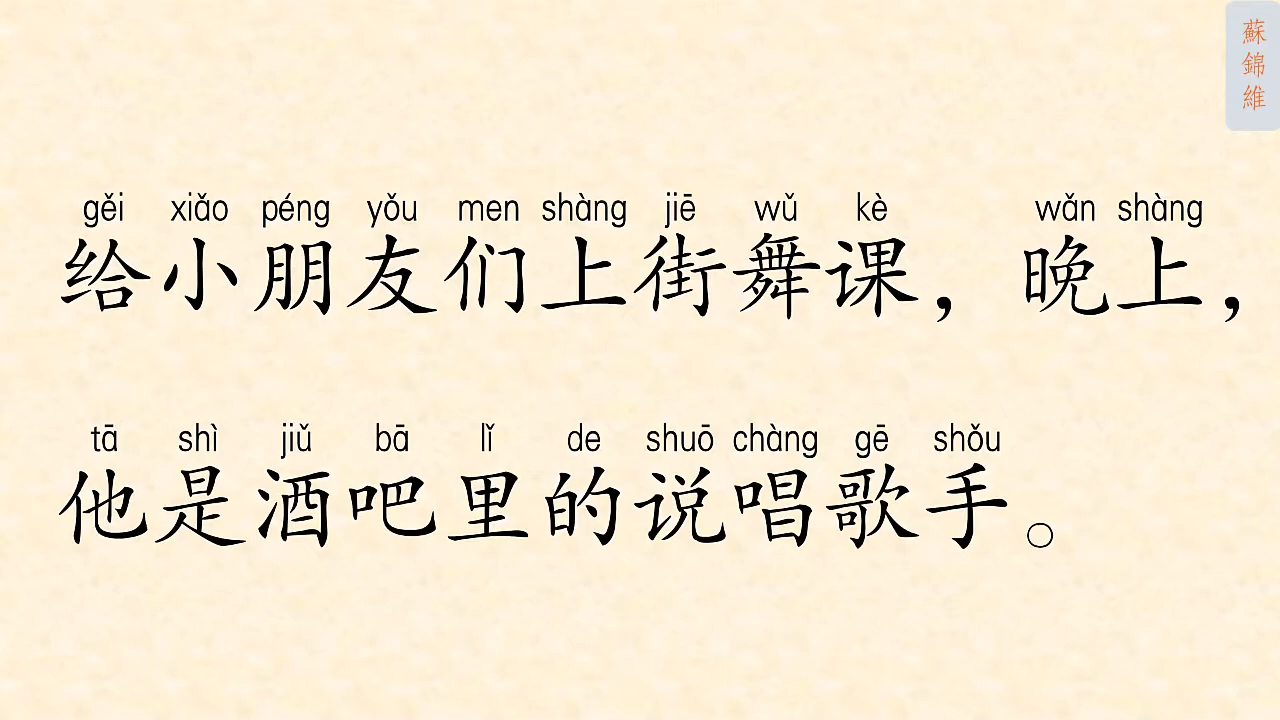 蘇錦維
gěi xiǎo péng yǒu men shàng jiē wǔ kè wǎn shàng
给小朋友们上街舞课，晚上，
tā shì jiǔ bā lǐ de shuō chàng gē shǒu
他是酒吧里的说唱歌手。